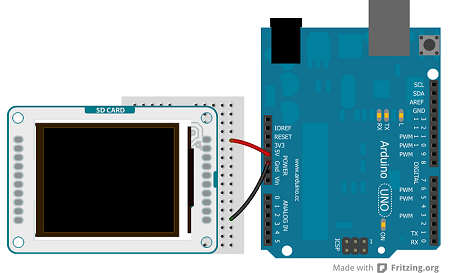 SD CARD
IOREF
RESET
3V3
5V
Gnd
Vin
POWER
www.arduino.cc
0
1
2
3
4
5
ANALOG IN
RX
TX
L
Arduino
UNO
ON
ICSP
1
SCL
SDA
AREF
GND
13
12
PWM 11
PWM 10
PWM 9
8
DIGITAL
7
PWM 6
PWM 5
4
PWM 3
2
TX 1
RX 0
Made with Fritzing.org